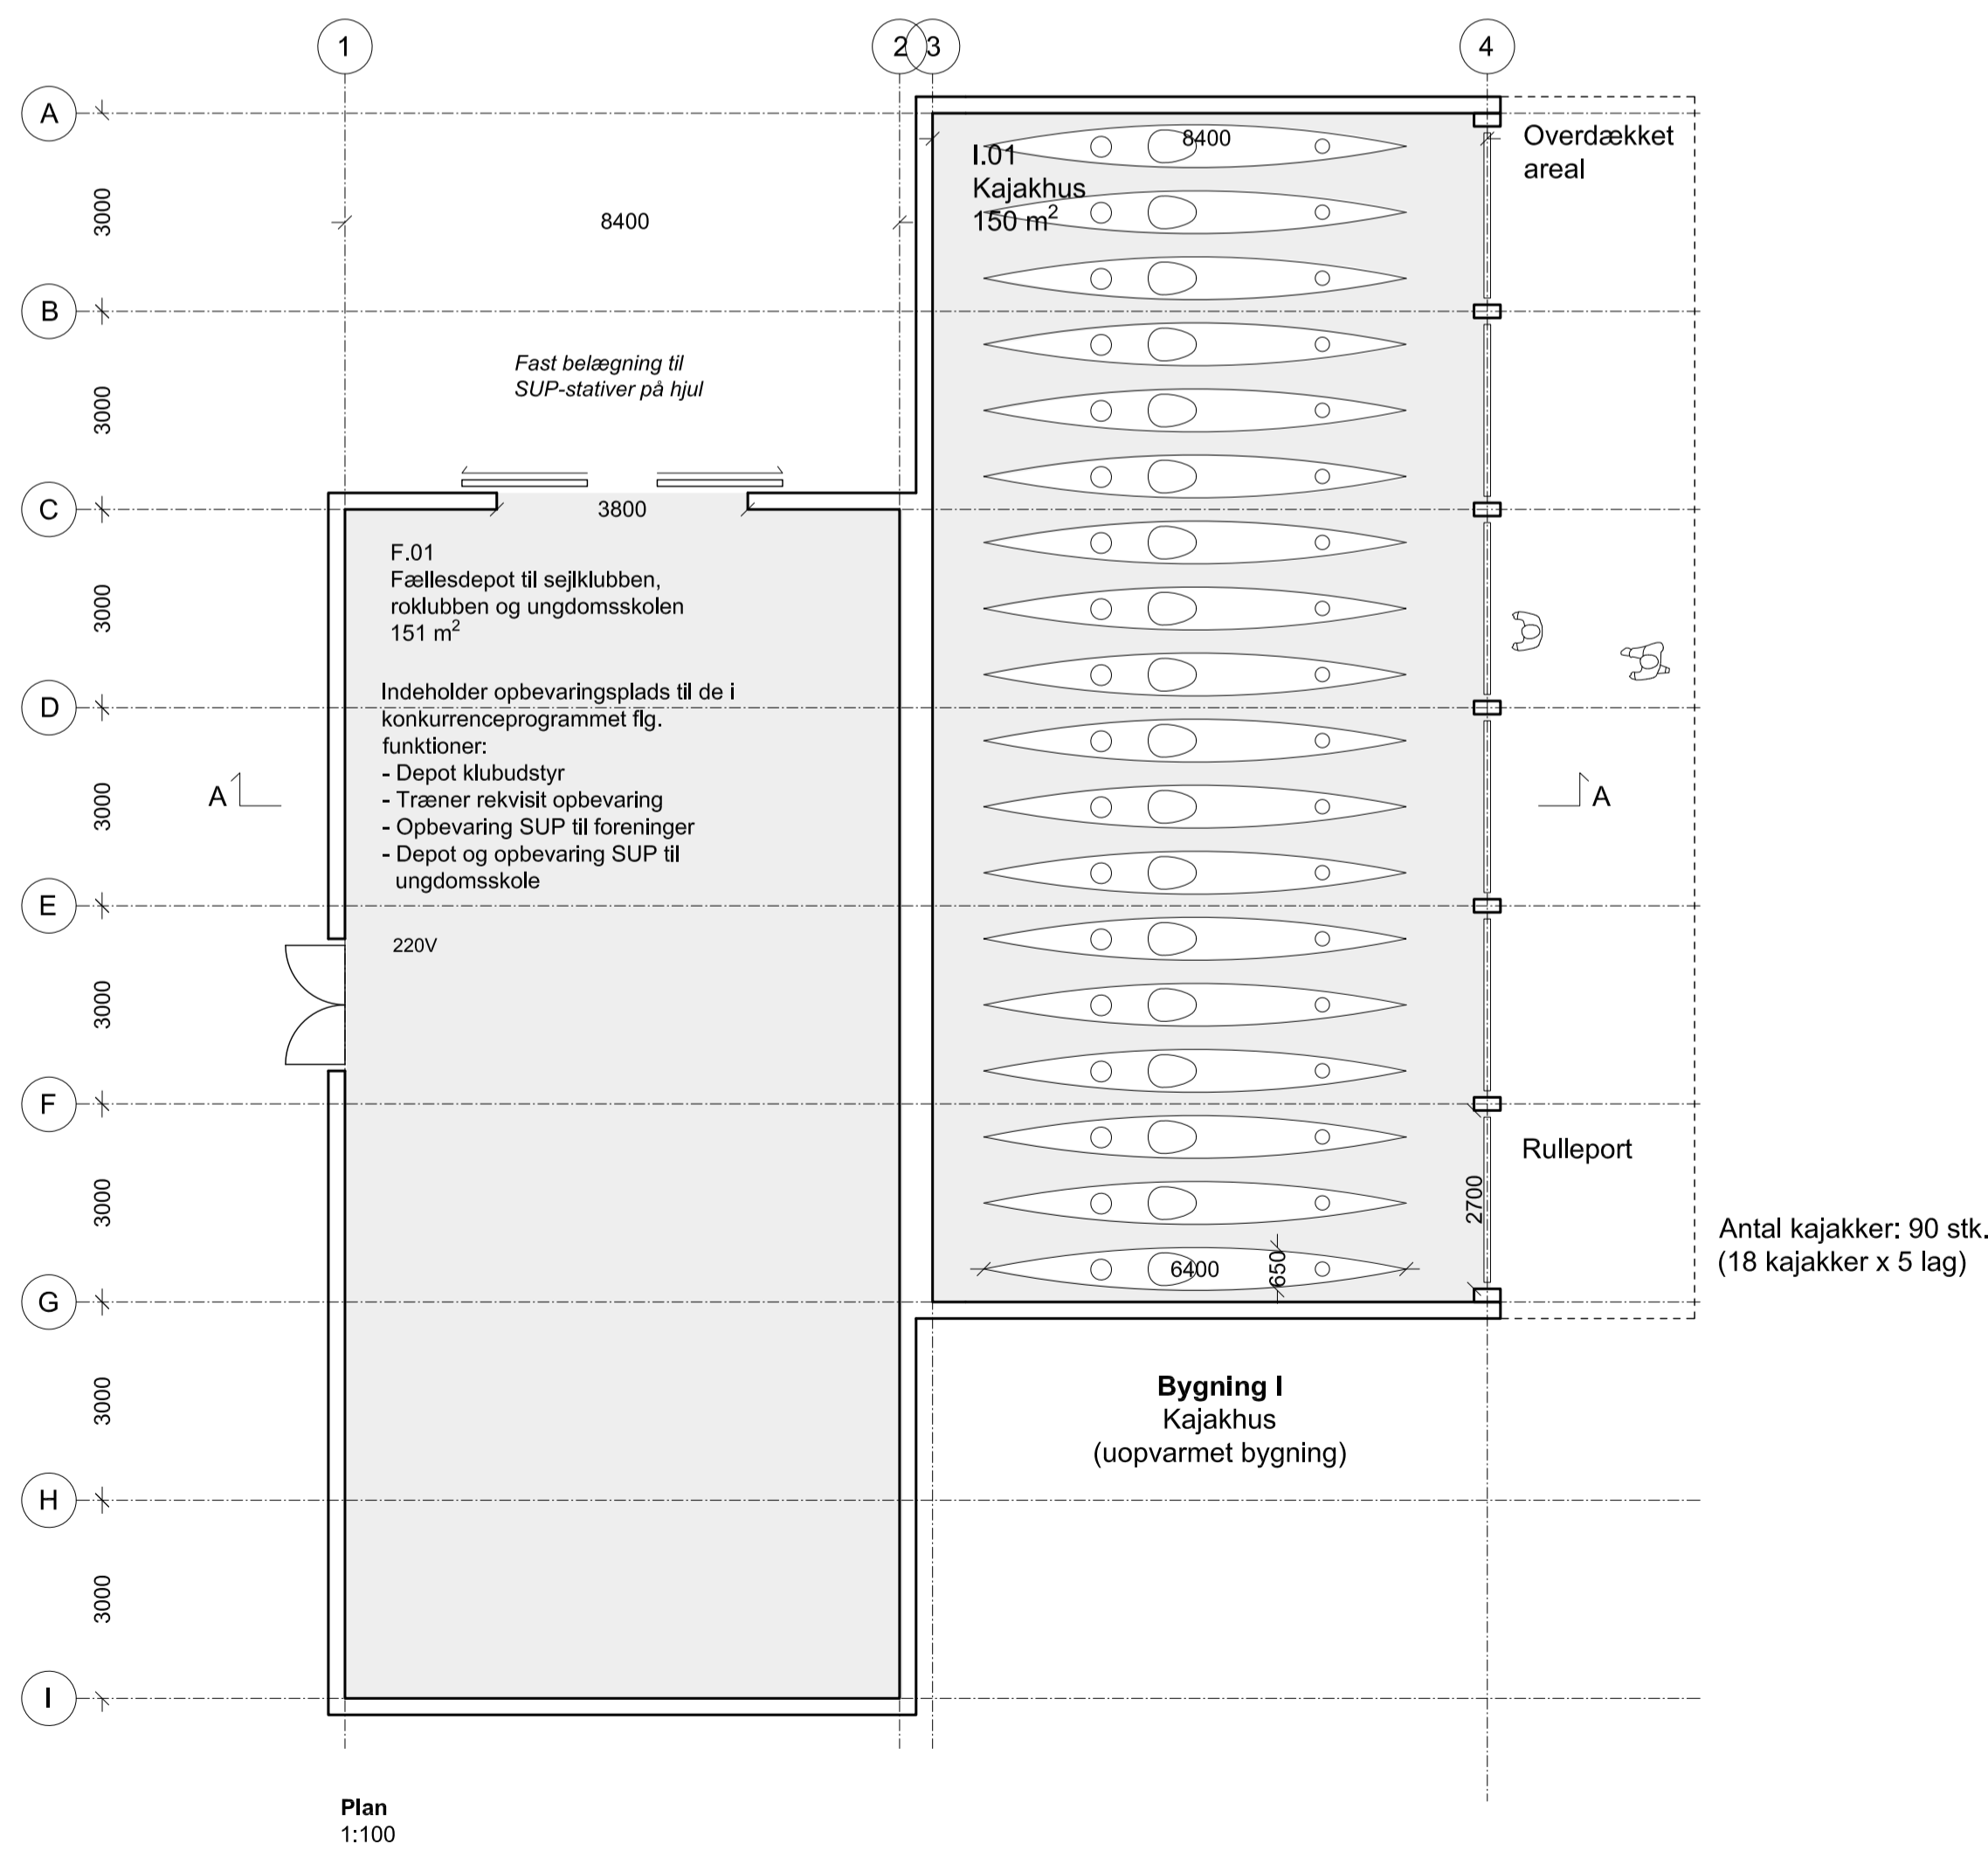 1
2
3
4
A
B
C
D
E
F
G
H
I
3000
3000
3000
3000
3000
3000
3000
3000
8400
8400
I.01
Kajakhus
150 m²
Overdækket
areal
Fast belægning til
SUP-stativer på hjul
3800
F.01
Fællesdepot til sejlklubben,
roklubben og ungdomsskolen
151 m²
Indeholder opbevaringsplads til de i
konkurrenceprogrammet flg.
funktioner:
- Depot klubudstyr
- Træner rekvisit opbevaring
- Opbevaring SUP til foreninger
- Depot og opbevaring SUP til
ungdomsskole
A
A
220V
Rulleport
2700
6400
650
Antal kajakker: 90 stk.
(18 kajakker x 5 lag)
Bygning I
Kajakhus
(uopvarmet bygning)
Plan
1:100